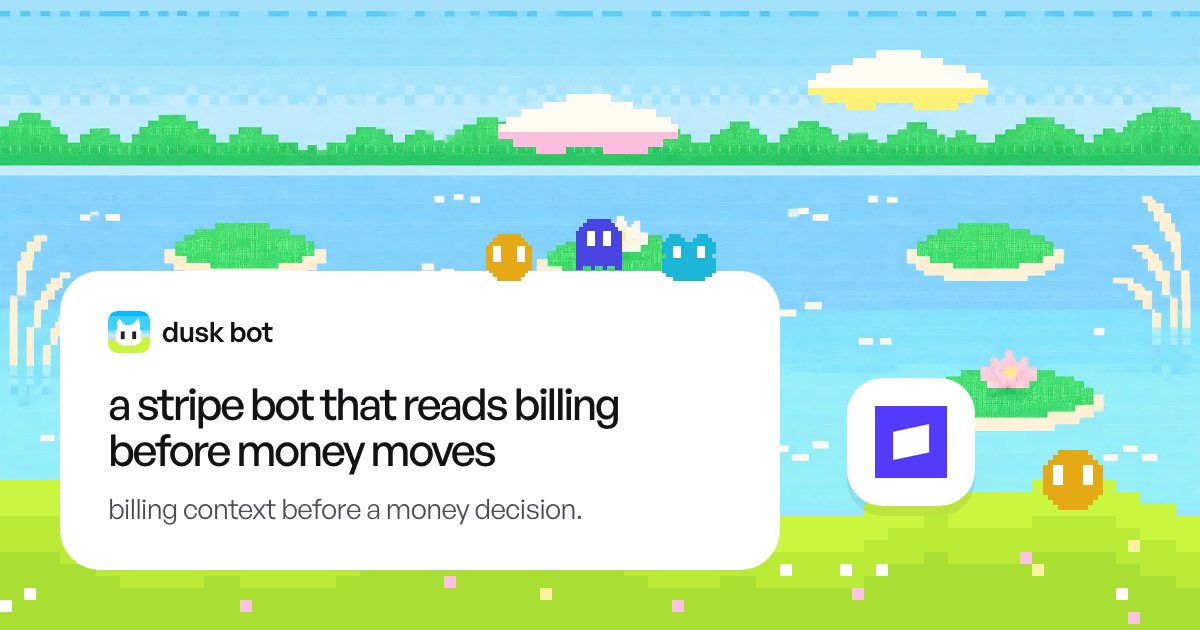 dusk bot
a stripe bot that reads billing
before money moves
billing context before a money decision.